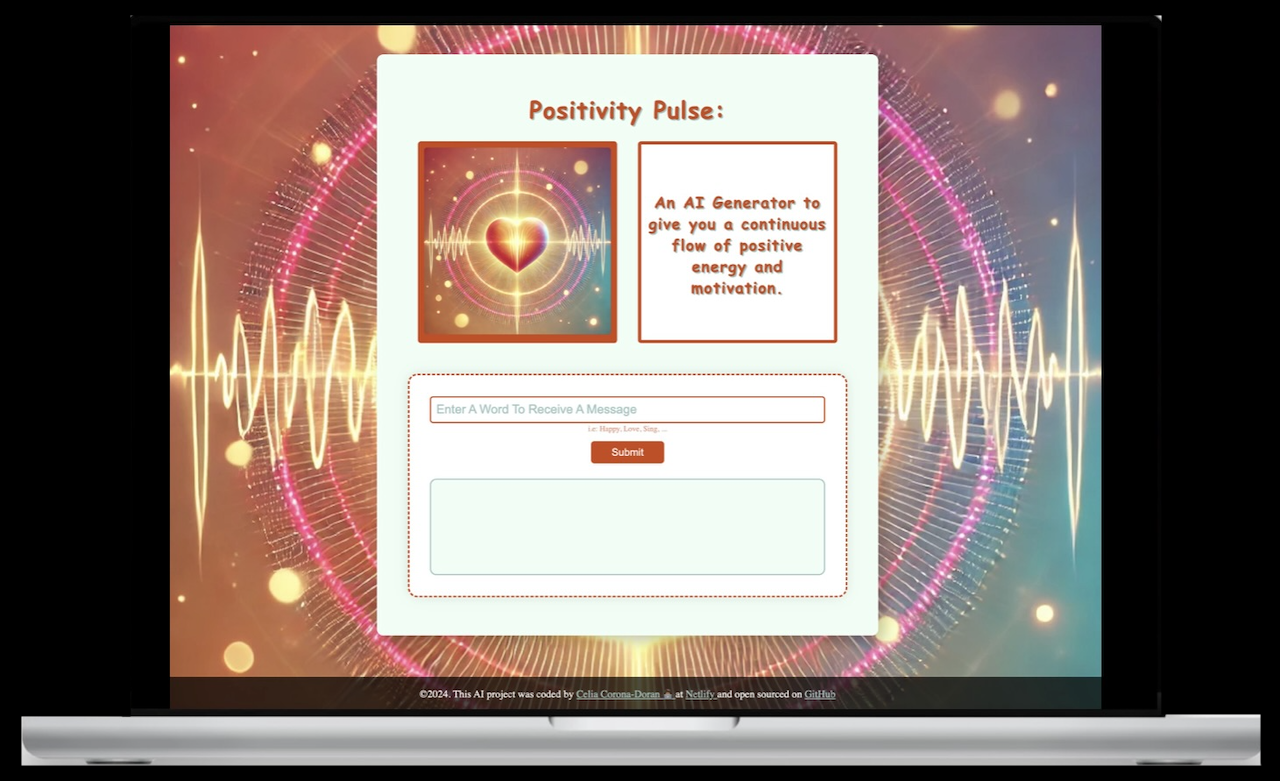 Positivity Pulse:
An AI Generator to
give you a continuous
flow of positive
energy and
motivation.
Enter A Word To Receive A Message
i.e: Happy, Love, Sing, ...
Submit
©2024. This AI project was coded by Celia Corona-Doran ☕ at Netlify and open sourced on GitHub